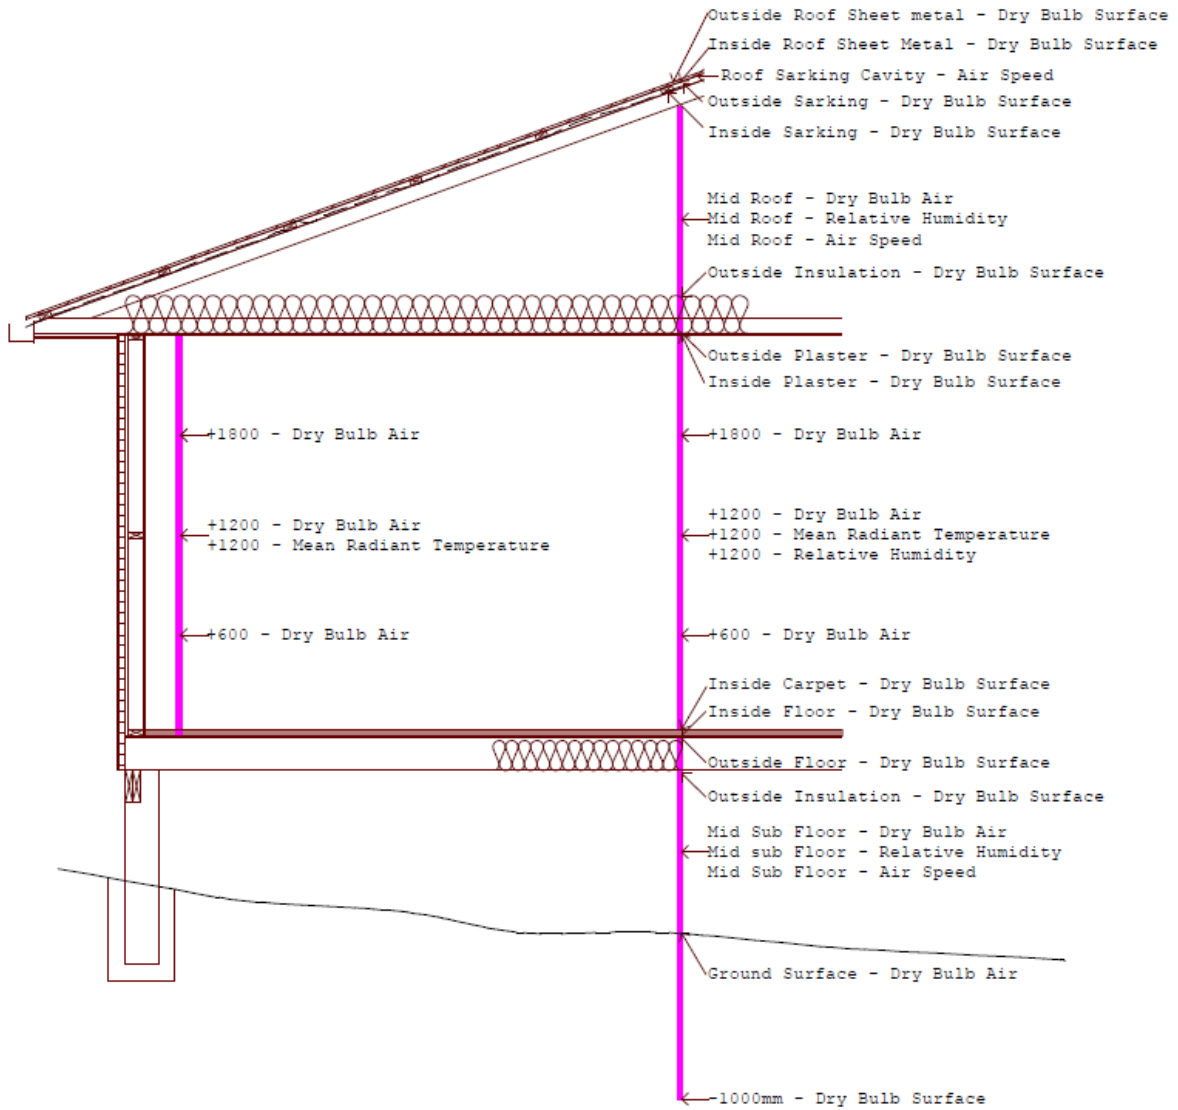 Outside Roof Sheet metal - Dry Bulb Surface
Inside Roof Sheet Metal - Dry Bulb Surface
Roof Sarking Cavity - Air Speed
Outside Sarking - Dry Bulb Surface
Inside Sarking - Dry Bulb Surface
Mid Roof - Dry Bulb Air
Mid Roof - Relative Humidity
Mid Roof - Air Speed
Outside Insulation - Dry Bulb Surface
Outside Plaster - Dry Bulb Surface
Inside Plaster - Dry Bulb Surface
+1800 - Dry Bulb Air
+1800 - Dry Bulb Air
+1200 - Dry Bulb Air
+1200 - Mean Radiant Temperature
+1200 - Dry Bulb Air
+1200 - Mean Radiant Temperature
+1200 - Relative Humidity
+600 - Dry Bulb Air
+600 - Dry Bulb Air
Inside Carpet - Dry Bulb Surface
Inside Floor - Dry Bulb Surface
Outside Floor - Dry Bulb Surface
Outside Insulation - Dry Bulb Surface
Mid Sub Floor - Dry Bulb Air
Mid sub Floor - Relative Humidity
Mid Sub Floor - Air Speed
Ground Surface - Dry Bulb Air
-1000mm - Dry Bulb Surface